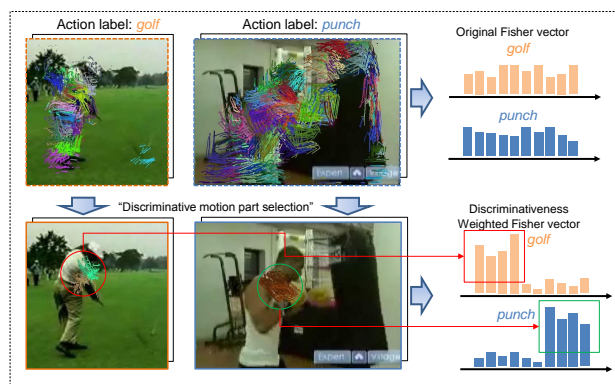 Action label: golf
Action label: punch
Original Fisher vector
golf
punch
Expert
"Discriminative motion part selection"
Discriminativeness
Weighted Fisher vector
golf
punch
Expert
Village